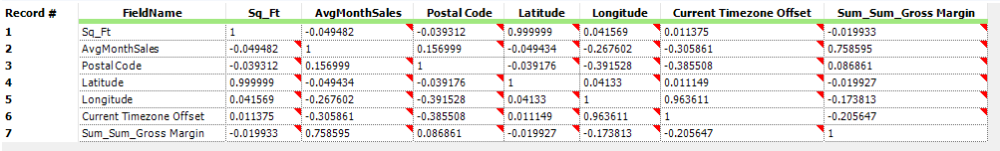 Record # FieldName Sq_Ft AvgMonthSales Postal Code Latitude Longitude Current Timezone Offset Sum_Sum_Gross Margin
1 Sq_Ft 1 -0.049482 -0.039312 0.999999 0.041569 0.011375 -0.019933
2 AvgMonthSales -0.049482 1 0.156999 -0.049434 -0.267602 -0.305861 0.758595
3 Postal Code -0.039312 0.156999 1 -0.039176 -0.391528 -0.385508 0.086861
4 Latitude 0.999999 -0.049434 -0.039176 1 0.04133 0.011149 -0.019927
5 Longitude 0.041569 -0.267602 -0.391528 0.04133 1 0.963611 -0.173813
6 Current Timezone Offset 0.011375 -0.305861 -0.385508 0.011149 0.963611 1 -0.205647
7 Sum_Sum_Gross Margin -0.019933 0.758595 0.086861 -0.019927 -0.173813 -0.205647 1